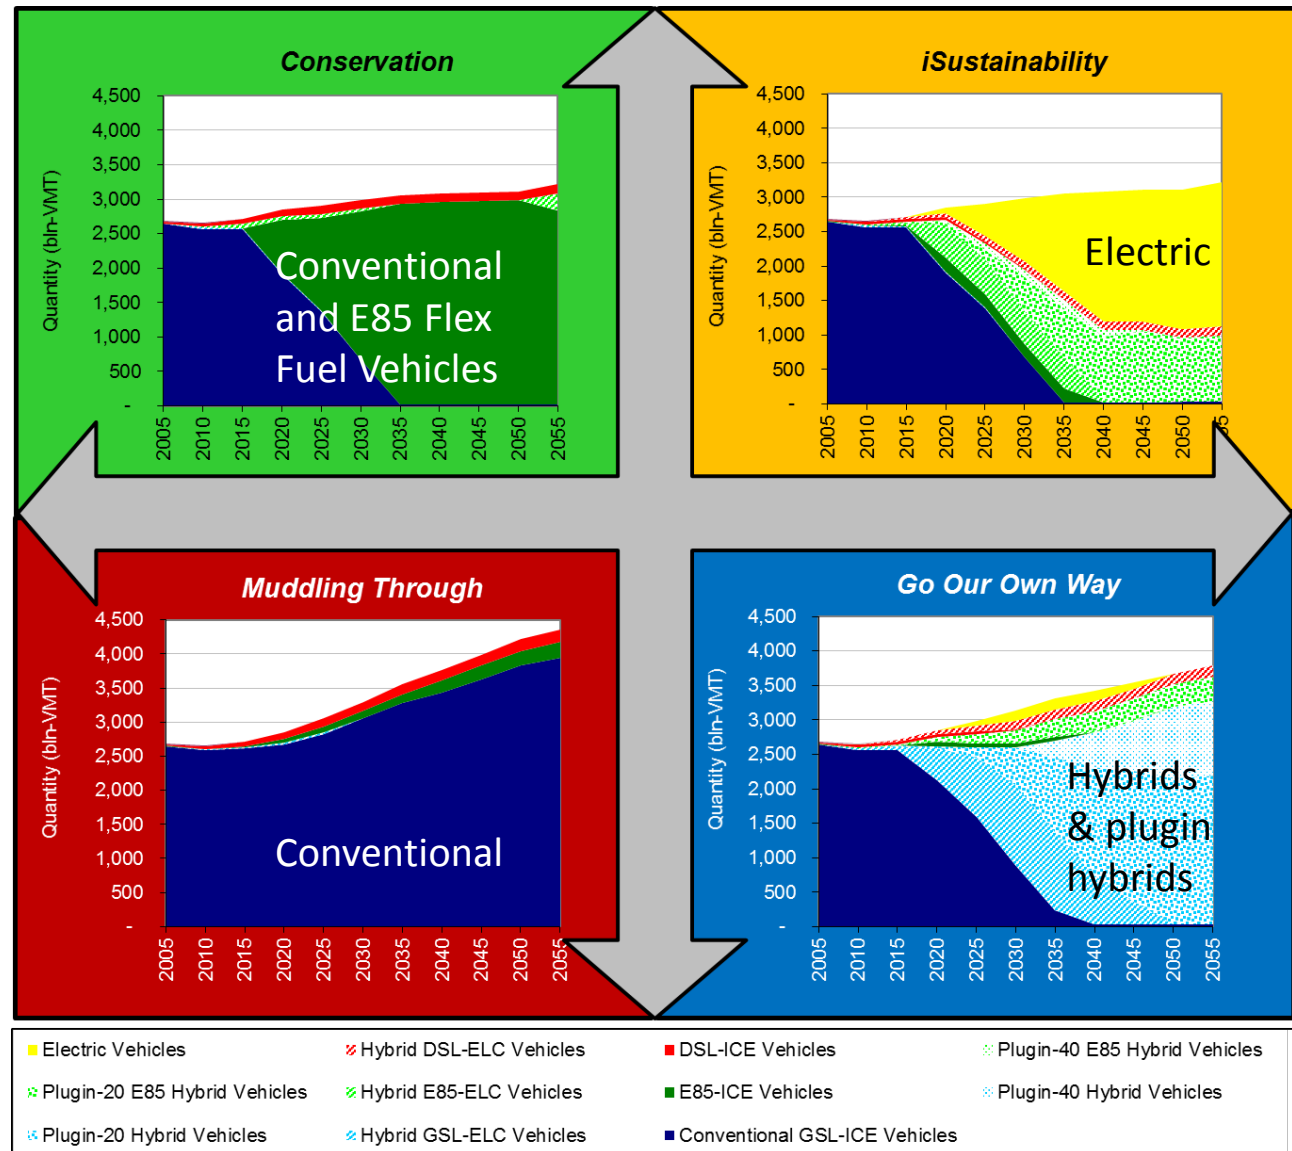 Conservation
4,500
4,000
3,500
3,000
2,500
2,000
1,500
1,000
500
-
Quantity (bln-VMT)
Conventional
and E85 Flex
Fuel Vehicles
2005 2010 2015 2020 2025 2030 2035 2040 2045 2050 2055
iSustainability
4,500
4,000
3,500
3,000
2,500
2,000
1,500
1,000
500
-
Quantity (bln-VMT)
Electric
2005 2010 2015 2020 2025 2030 2035 2040 2045 2050 2055
Muddling Through
4,500
4,000
3,500
3,000
2,500
2,000
1,500
1,000
500
-
Quantity (bln-VMT)
Conventional
2005 2010 2015 2020 2025 2030 2035 2040 2045 2050 2055
Go Our Own Way
4,500
4,000
3,500
3,000
2,500
2,000
1,500
1,000
500
-
Quantity (bln-VMT)
Hybrids
& plugin
hybrids
2005 2010 2015 2020 2025 2030 2035 2040 2045 2050 2055
Electric Vehicles Hybrid DSL-ELC Vehicles DSL-ICE Vehicles Plugin-40 E85 Hybrid Vehicles
Plugin-20 E85 Hybrid Vehicles Hybrid E85-ELC Vehicles E85-ICE Vehicles Plugin-40 Hybrid Vehicles
Plugin-20 Hybrid Vehicles Hybrid GSL-ELC Vehicles Conventional GSL-ICE Vehicles